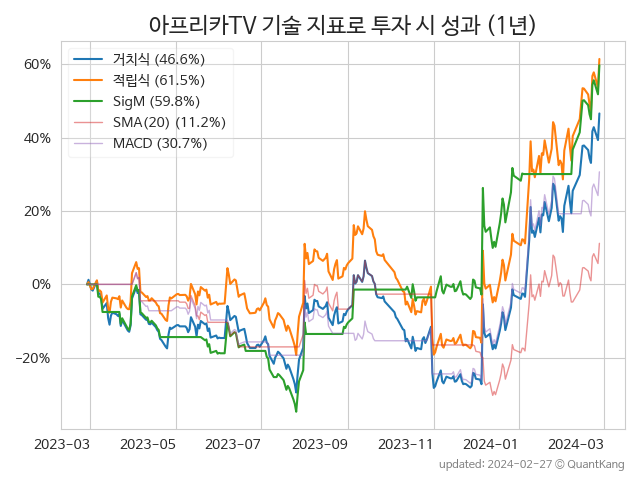 아프리카TV 기술 지표로 투자 시 성과 (1년)
거치식 (46.6%)
적립식 (61.5%)
SigM (59.8%)
SMA(20) (11.2%)
MACD (30.7%)
60%
40%
20%
0%
−20%
2023-03 2023-05 2023-07 2023-09 2023-11 2024-01 2024-03
updated: 2024-02-27 © QuantKang